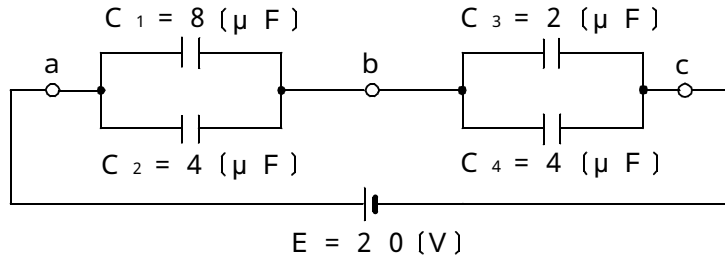 C 1 = 8 〔μ F〕
C 3 = 2 〔μ F〕
a
b
c
C 2 = 4 〔μ F〕
C 4 = 4 〔μ F〕
E = 2 0〔V〕